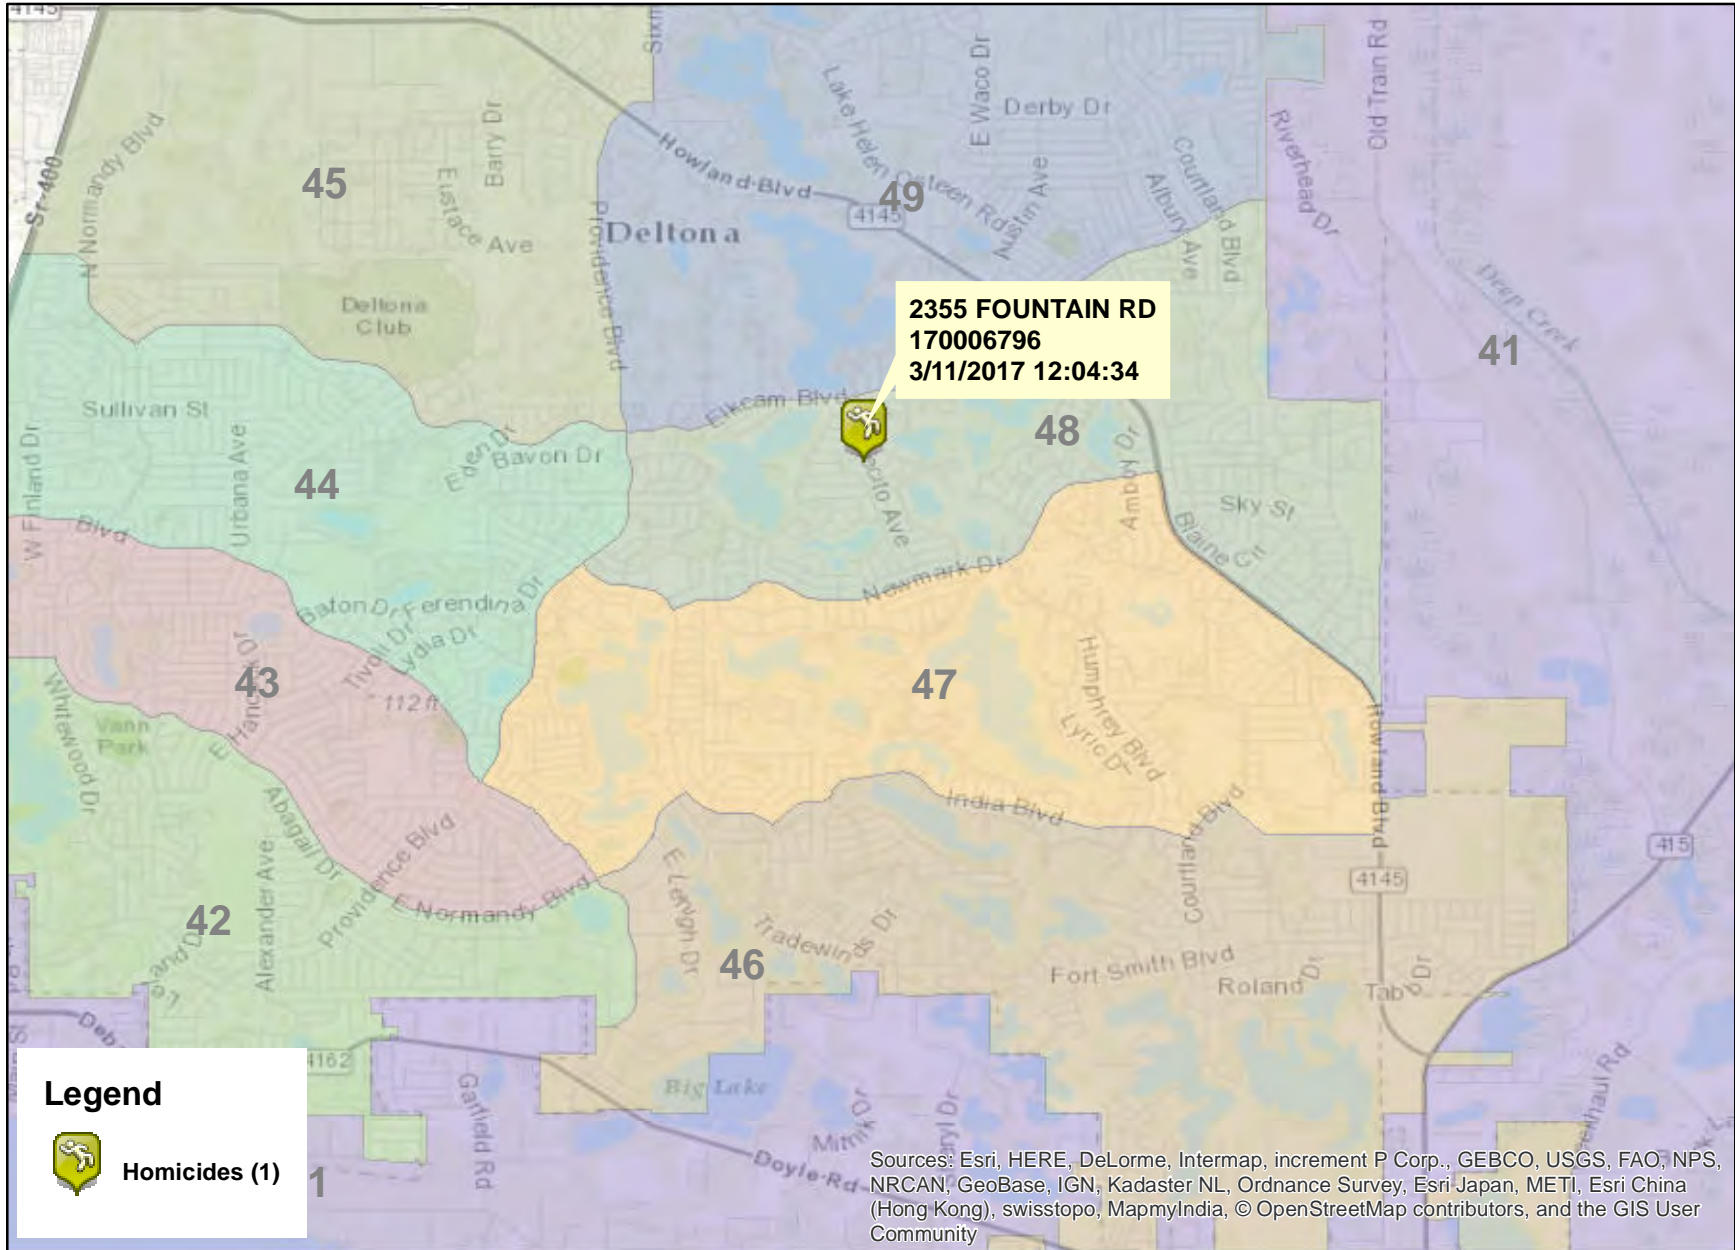 4145
Sr-400
N Normandy Blvd
45
Barry Dr
Eustace Ave
Providence Blvd
Howland-Blvd
Lake Helen Osteen Rd
E Waco Dr
Derby Dr
Austin Ave
49
4145
Courtland Blvd
Albury Ave
Riverhead Dr
Old Train Rd
Deep Creek
41
Deltona
Deltona
Club
2355 FOUNTAIN RD
170006796
3/11/2017 12:04:34
Elkcam Blvd
48
Sullivan St
W Finland Dr
Urbana Ave
44
Eden Dr
Bavon Dr
Amboy Dr
Sky St
Blvd
Newmark Dr
Baton Dr
Ferendina Dr
Tivoli Dr
Lydia Dr
112 ft
43
Whitewood Dr
Vann
Park
47
Humphrey Blvd
Lyric Dr
Howland Blvd
India Blvd
Courtland Blvd
415
4145
Abagail Dr
Alexander Ave
Providence Blvd
E Normandy Blvd
42
E Lehigh Dr
Tradewinds Dr
46
Fort Smith Blvd
Roland Dr
4162
Garfield Rd
Big Lake
Doyle-Rd
Legend
Homicides (1)
1
Sources: Esri, HERE, DeLorme, Intermap, increment P Corp., GEBCO, USGS, FAO, NPS,
NRCAN, GeoBase, IGN, Kadaster NL, Ordnance Survey, Esri Japan, METI, Esri China
(Hong Kong), swisstopo, MapmyIndia, © OpenStreetMap contributors, and the GIS User
Community